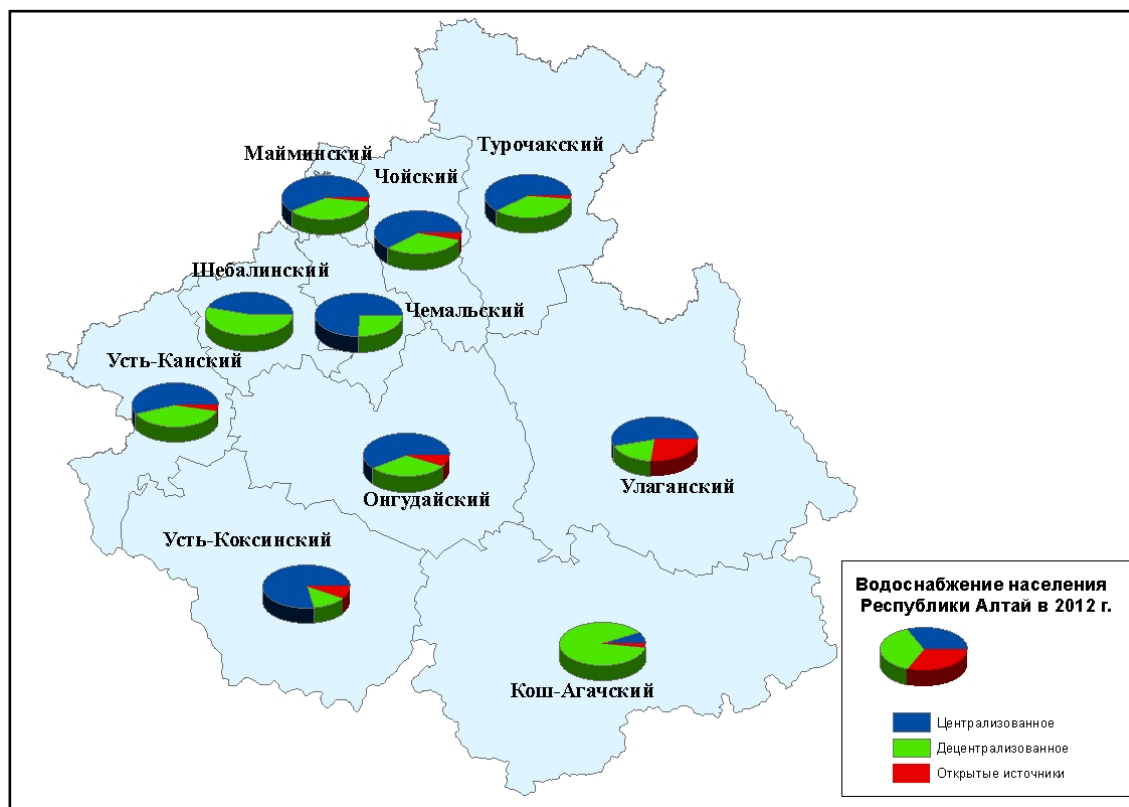 Турочакский
Майминский
Чойский
Шебалинский
Чемальский
Усть-Канский
Улаганский
Онгудайский
Усть-Коксинский
Кош-Агачский
Водоснабжение населения
Республики Алтай в 2012 г.
Централизованное
Децентрализованное
Открытые источники